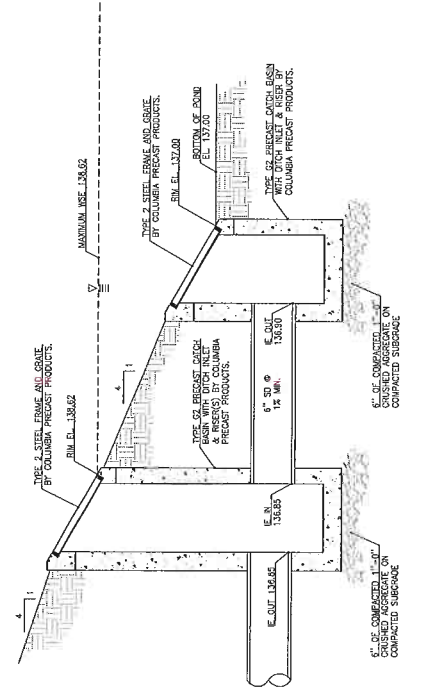 TYPE 2 STEEL FRAME AND GRATE
BY COLUMBIA PRECAST PRODUCTS.
RIM EL. 138.62
MAXIMUM WSE 138.62
TYPE 2 STEEL FRAME AND GRATE
BY COLUMBIA PRECAST PRODUCTS.
RIM EL. 137.00
BOTTOM OF POND
EL. 137.00
4
1
4
1
TYPE G2 PRECAST CATCH
BASIN WITH DITCH INLET
& RISER(S) BY COLUMBIA
PRECAST PRODUCTS.
TYPE G2 PRECAST CATCH BASIN
WITH DITCH INLET & RISER BY
COLUMBIA PRECAST PRODUCTS.
IE OUT 136.85
IE IN
136.85
6" SD @
1% MIN.
IE OUT
136.90
6" OF COMPACTED 1"-0"
CRUSHED AGGREGATE ON
COMPACTED SUBGRADE
6" OF COMPACTED 1"-0"
CRUSHED AGGREGATE ON
COMPACTED SUBGRADE